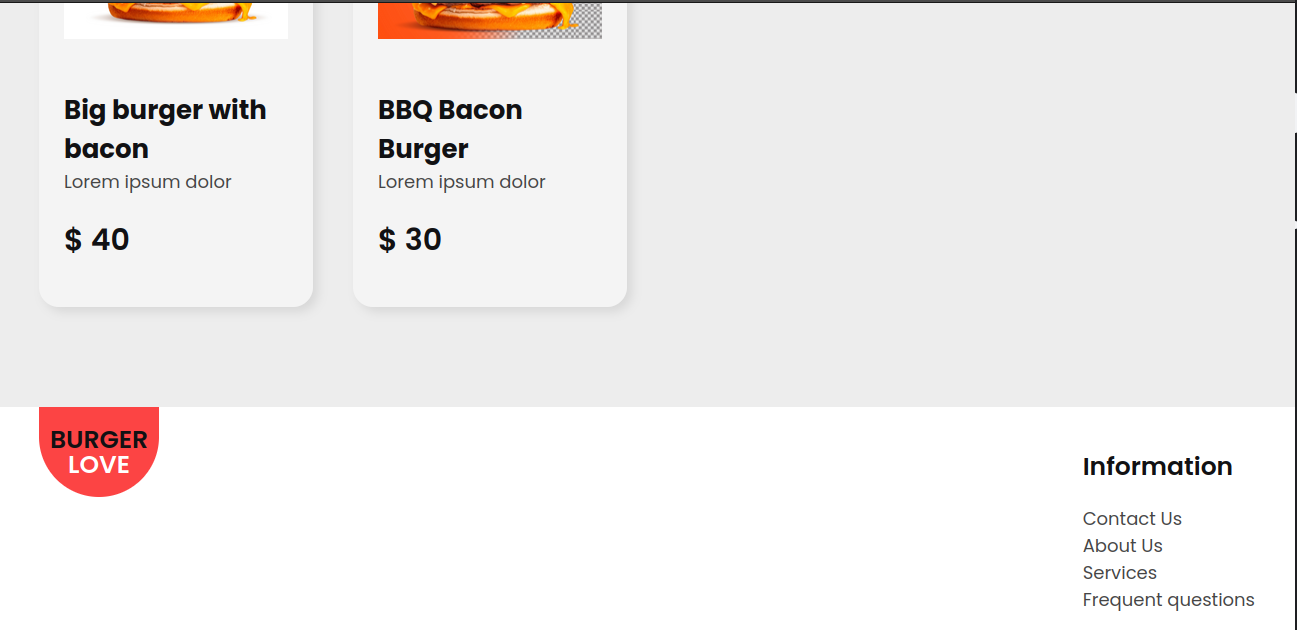 Big burger with
bacon
Lorem ipsum dolor
$ 40
BBQ Bacon
Burger
Lorem ipsum dolor
$ 30
BURGER
LOVE
Information
Contact Us
About Us
Services
Frequent questions